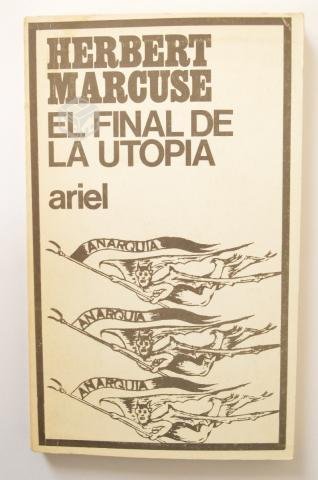 HERBERT
MARCUSE
EL FINAL DE
LA UTOPIA
ariel
ANARQUIA
ANARQUIA
ANARQUIA